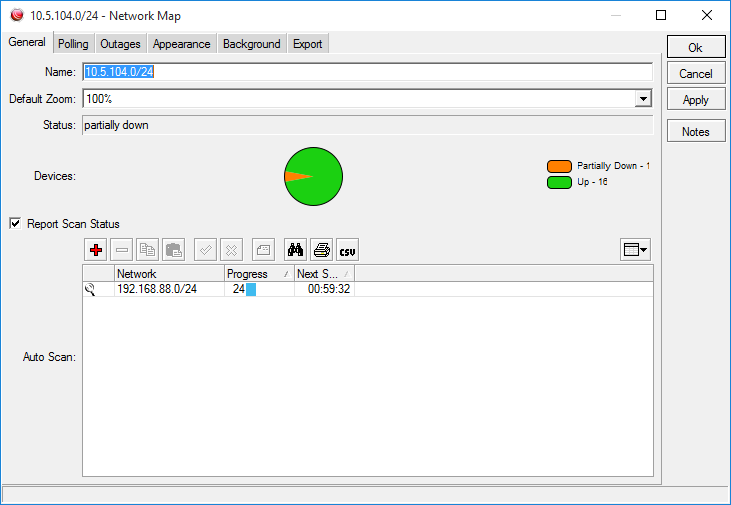 10.5.104.0/24 - Network Map
General Polling Outages Appearance Background Export
Ok
Name: 10.5.104.0/24
Cancel
Default Zoom: 100%
Apply
Status: partially down
Notes
Devices:
Partially Down - 1
Up - 16
Report Scan Status
CSV
Network Progress Next S...
192.168.88.0/24 24 00:59:32
Auto Scan: